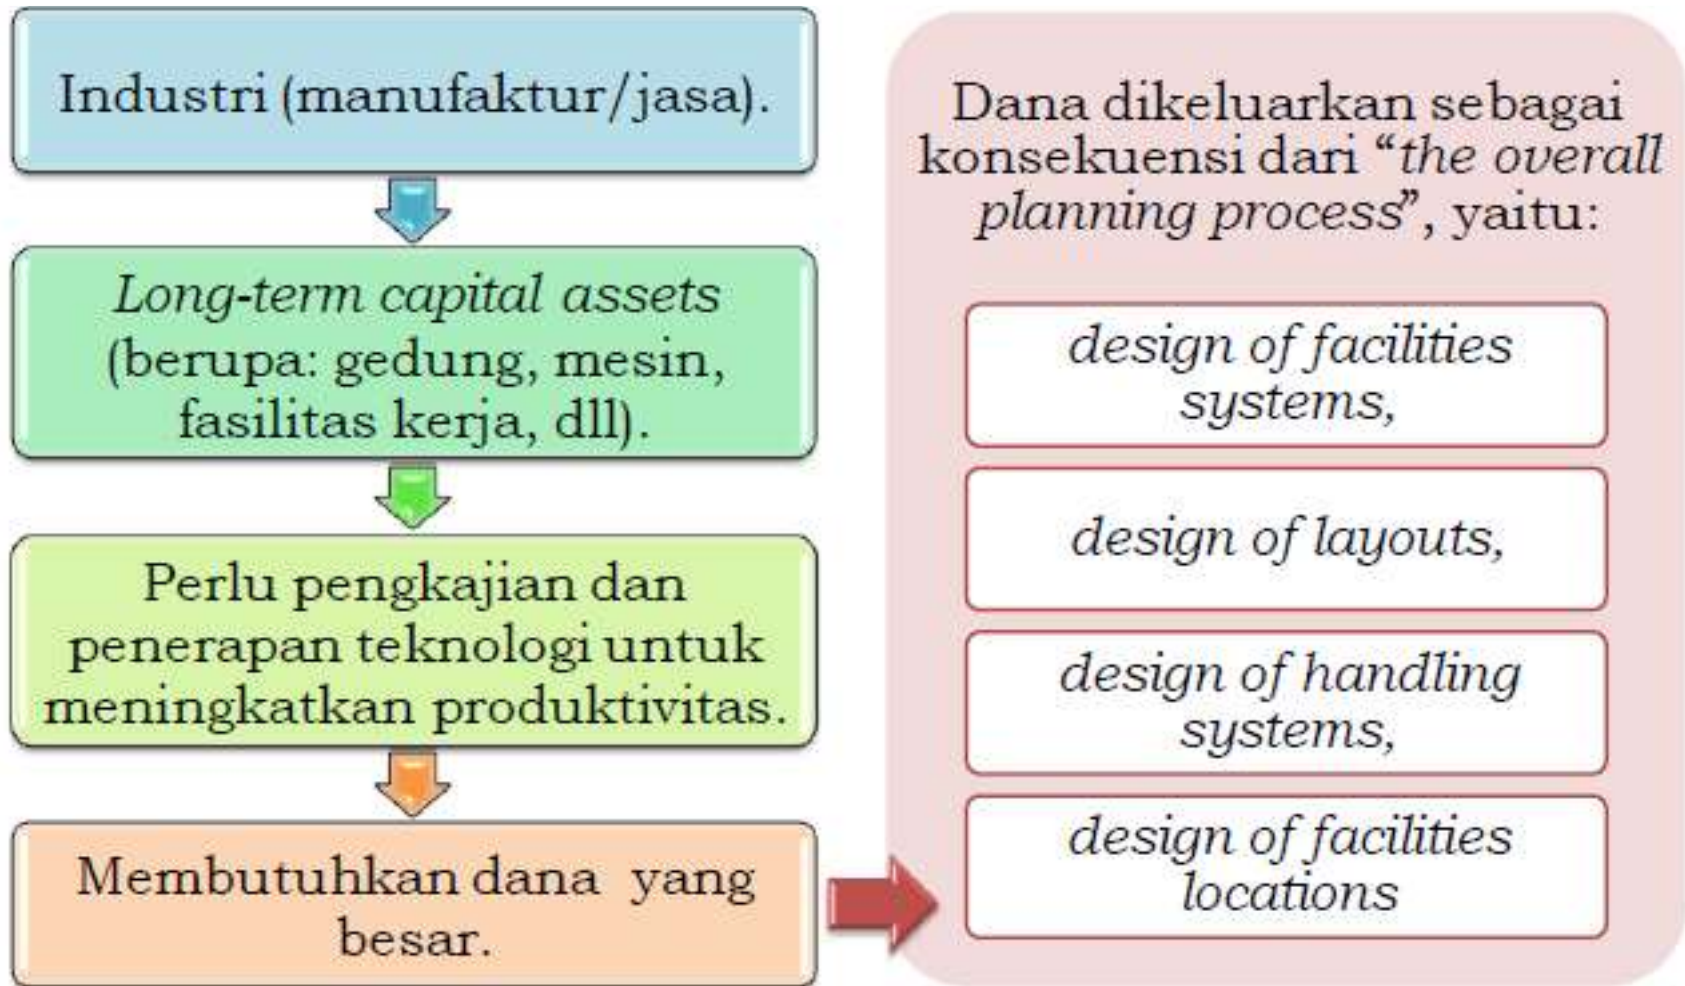 Industri (manufaktur/jasa).
Long-term capital assets
(berupa: gedung, mesin,
fasilitas kerja, dll).
Perlu pengkajian dan
penerapan teknologi untuk
meningkatkan produktivitas.
Membutuhkan dana yang
besar.
Dana dikeluarkan sebagai
konsekuensi dari “the overall
planning process”, yaitu:
design of facilities
systems,
design of layouts,
design of handling
systems,
design of facilities
locations